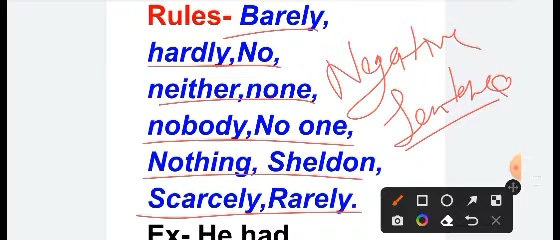 Rules- Barely,
hardly,No,
neither,none,
nobody,No one,
Nothing, Sheldon,
Scarcely,Rarely.
Ex- He had
Negative
Sentence